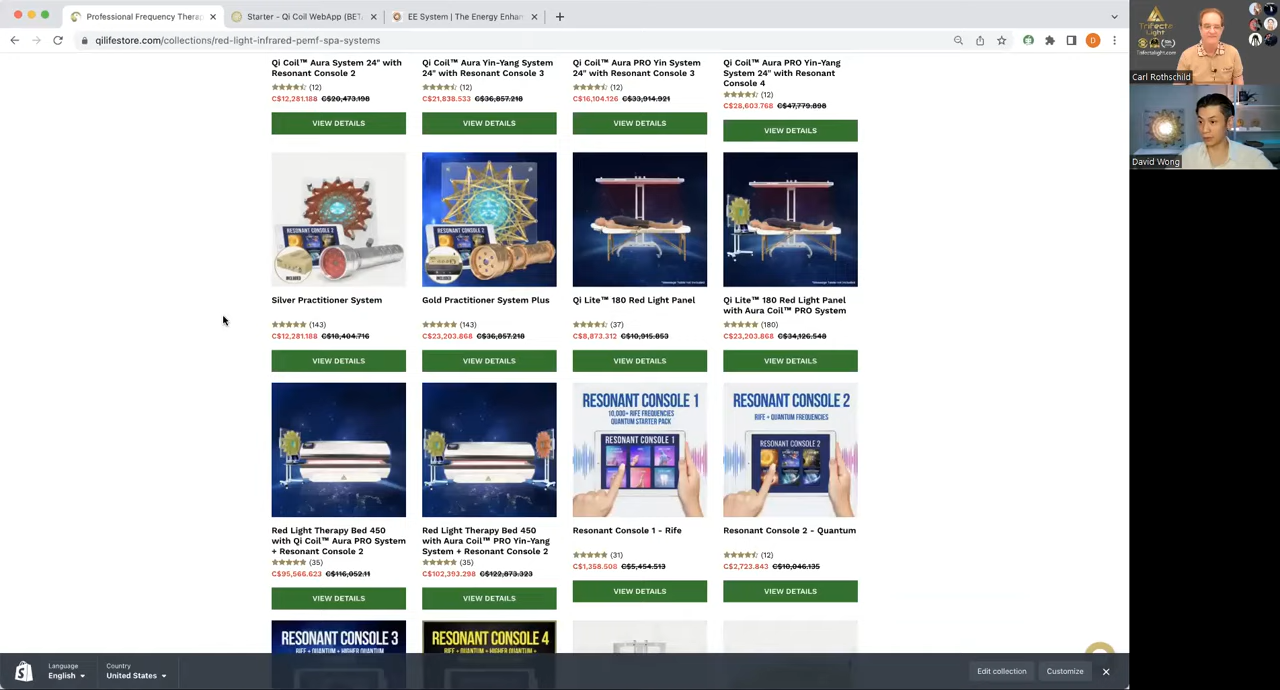 Professional Frequency Therap
Starter - Qi Coil WebApp (BET
EE System | The Energy Enhan
qilifestore.com/collections/red-light-infrared-pemf-spa-systems
D
Trifecta
Light
Carl Rothschild
David Wong
Qi Coil™ Aura System 24" with
Resonant Console 2
(12)
C$12,281.188 C$20,473.198
VIEW DETAILS
Qi Coil™ Aura Yin-Yang System
24" with Resonant Console 3
(12)
C$21,838.533 C$36,857.218
VIEW DETAILS
Qi Coil™ Aura PRO Yin System
24" with Resonant Console 3
(12)
C$16,104.126 C$33,914.921
VIEW DETAILS
Qi Coil™ Aura PRO Yin-Yang
System 24" with Resonant
Console 4
(12)
C$28,603.768 C$47,779.898
VIEW DETAILS
RESONANT CONSOLE 2
INCLUDED
Silver Practitioner System
(143)
C$12,281.188 C$18,404.716
VIEW DETAILS
RESONANT CONSOLE 2
INCLUDED
Gold Practitioner System Plus
(143)
C$23,203.868 C$36,857.218
VIEW DETAILS
Qi Lite™ 180 Red Light Panel
(37)
C$8,873.312 C$10,915.853
VIEW DETAILS
Qi Lite™ 180 Red Light Panel
with Aura Coil™ PRO System
(180)
C$23,203.868 C$34,126.548
VIEW DETAILS
Red Light Therapy Bed 450
with Qi Coil™ Aura PRO System
+ Resonant Console 2
(35)
C$95,566.623 C$116,052.11
VIEW DETAILS
Red Light Therapy Bed 450
with Aura Coil™ PRO Yin-Yang
System + Resonant Console 2
(35)
C$102,393.298 C$122,873.323
VIEW DETAILS
RESONANT CONSOLE 1
10,000+ RIFE FREQUENCIES
QUANTUM STARTER PACK
RESONANT CONSOLE 1
Resonant Console 1 - Rife
(31)
C$1,358.508 C$5,454.513
VIEW DETAILS
RESONANT CONSOLE 2
RIFE + QUANTUM FREQUENCIES
RESONANT CONSOLE 2
Resonant Console 2 - Quantum
(12)
C$2,723.843 C$10,046.135
VIEW DETAILS
RESONANT CONSOLE 3
RESONANT CONSOLE 4
Language
English
Country
United States
Edit collection
Customize